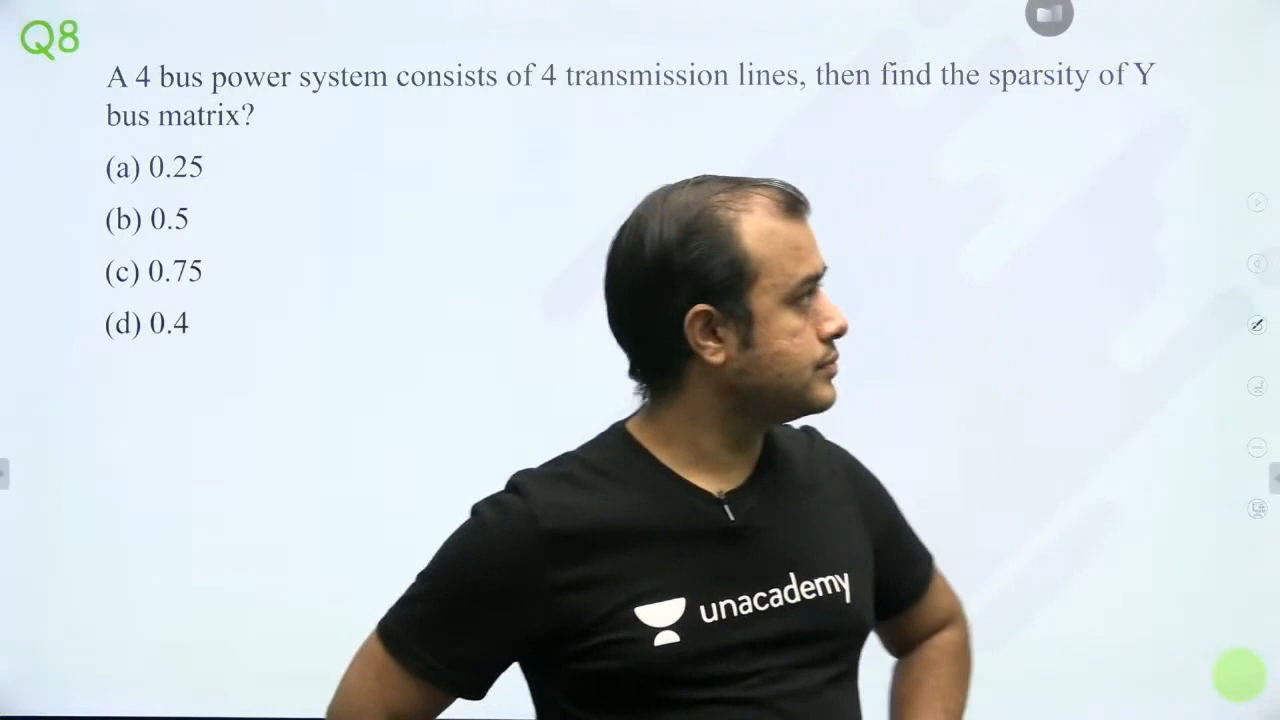 Q8
A 4 bus power system consists of 4 transmission lines, then find the sparsity of Y
bus matrix?
(a) 0.25
(b) 0.5
(c) 0.75
(d) 0.4
unacademy